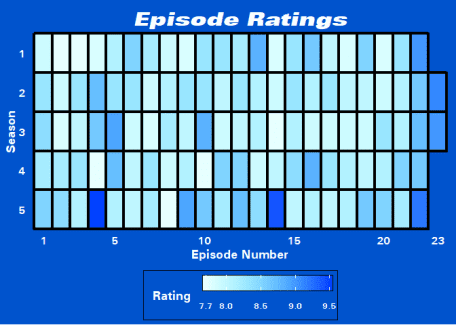 Episode Ratings
1
2
3
4
5
Season
1 5 10 15 20 23
Episode Number
Rating
7.7 8.0 8.5 9.0 9.5